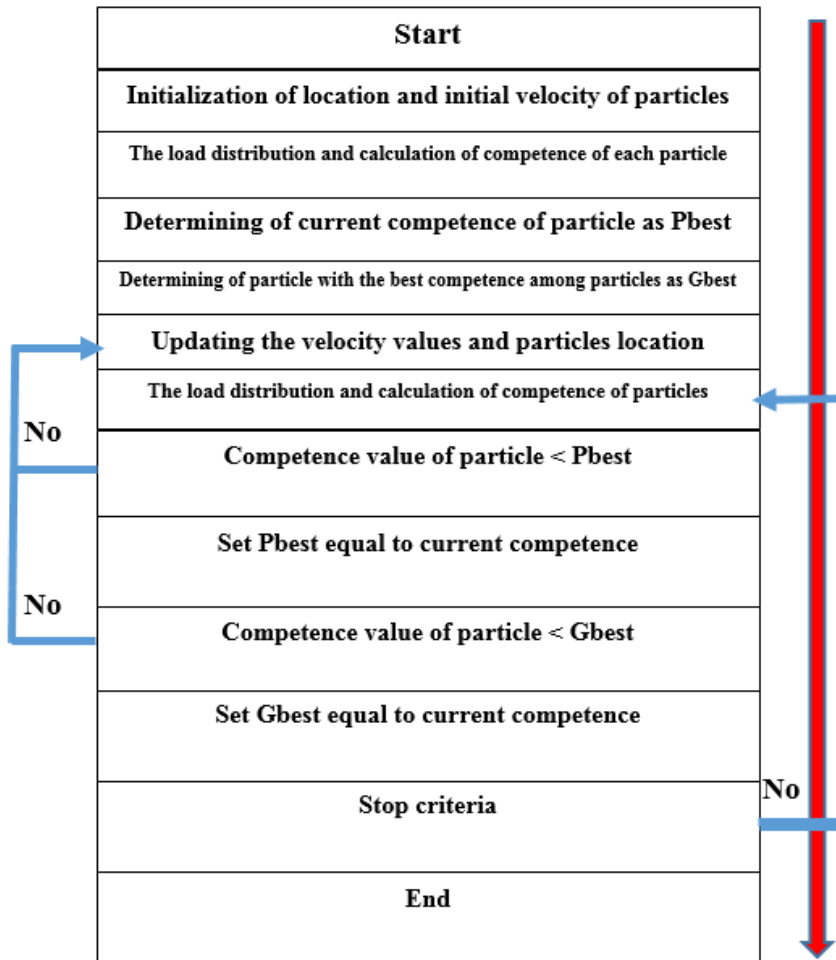 Start
Initialization of location and initial velocity of particles
The load distribution and calculation of competence of each particle
Determining of current competence of particle as Pbest
Determining of particle with the best competence among particles as Gbest
Updating the velocity values and particles location
The load distribution and calculation of competence of particles
No
Competence value of particle < Pbest
Set Pbest equal to current competence
No
Competence value of particle < Gbest
Set Gbest equal to current competence
No
Stop criteria
End